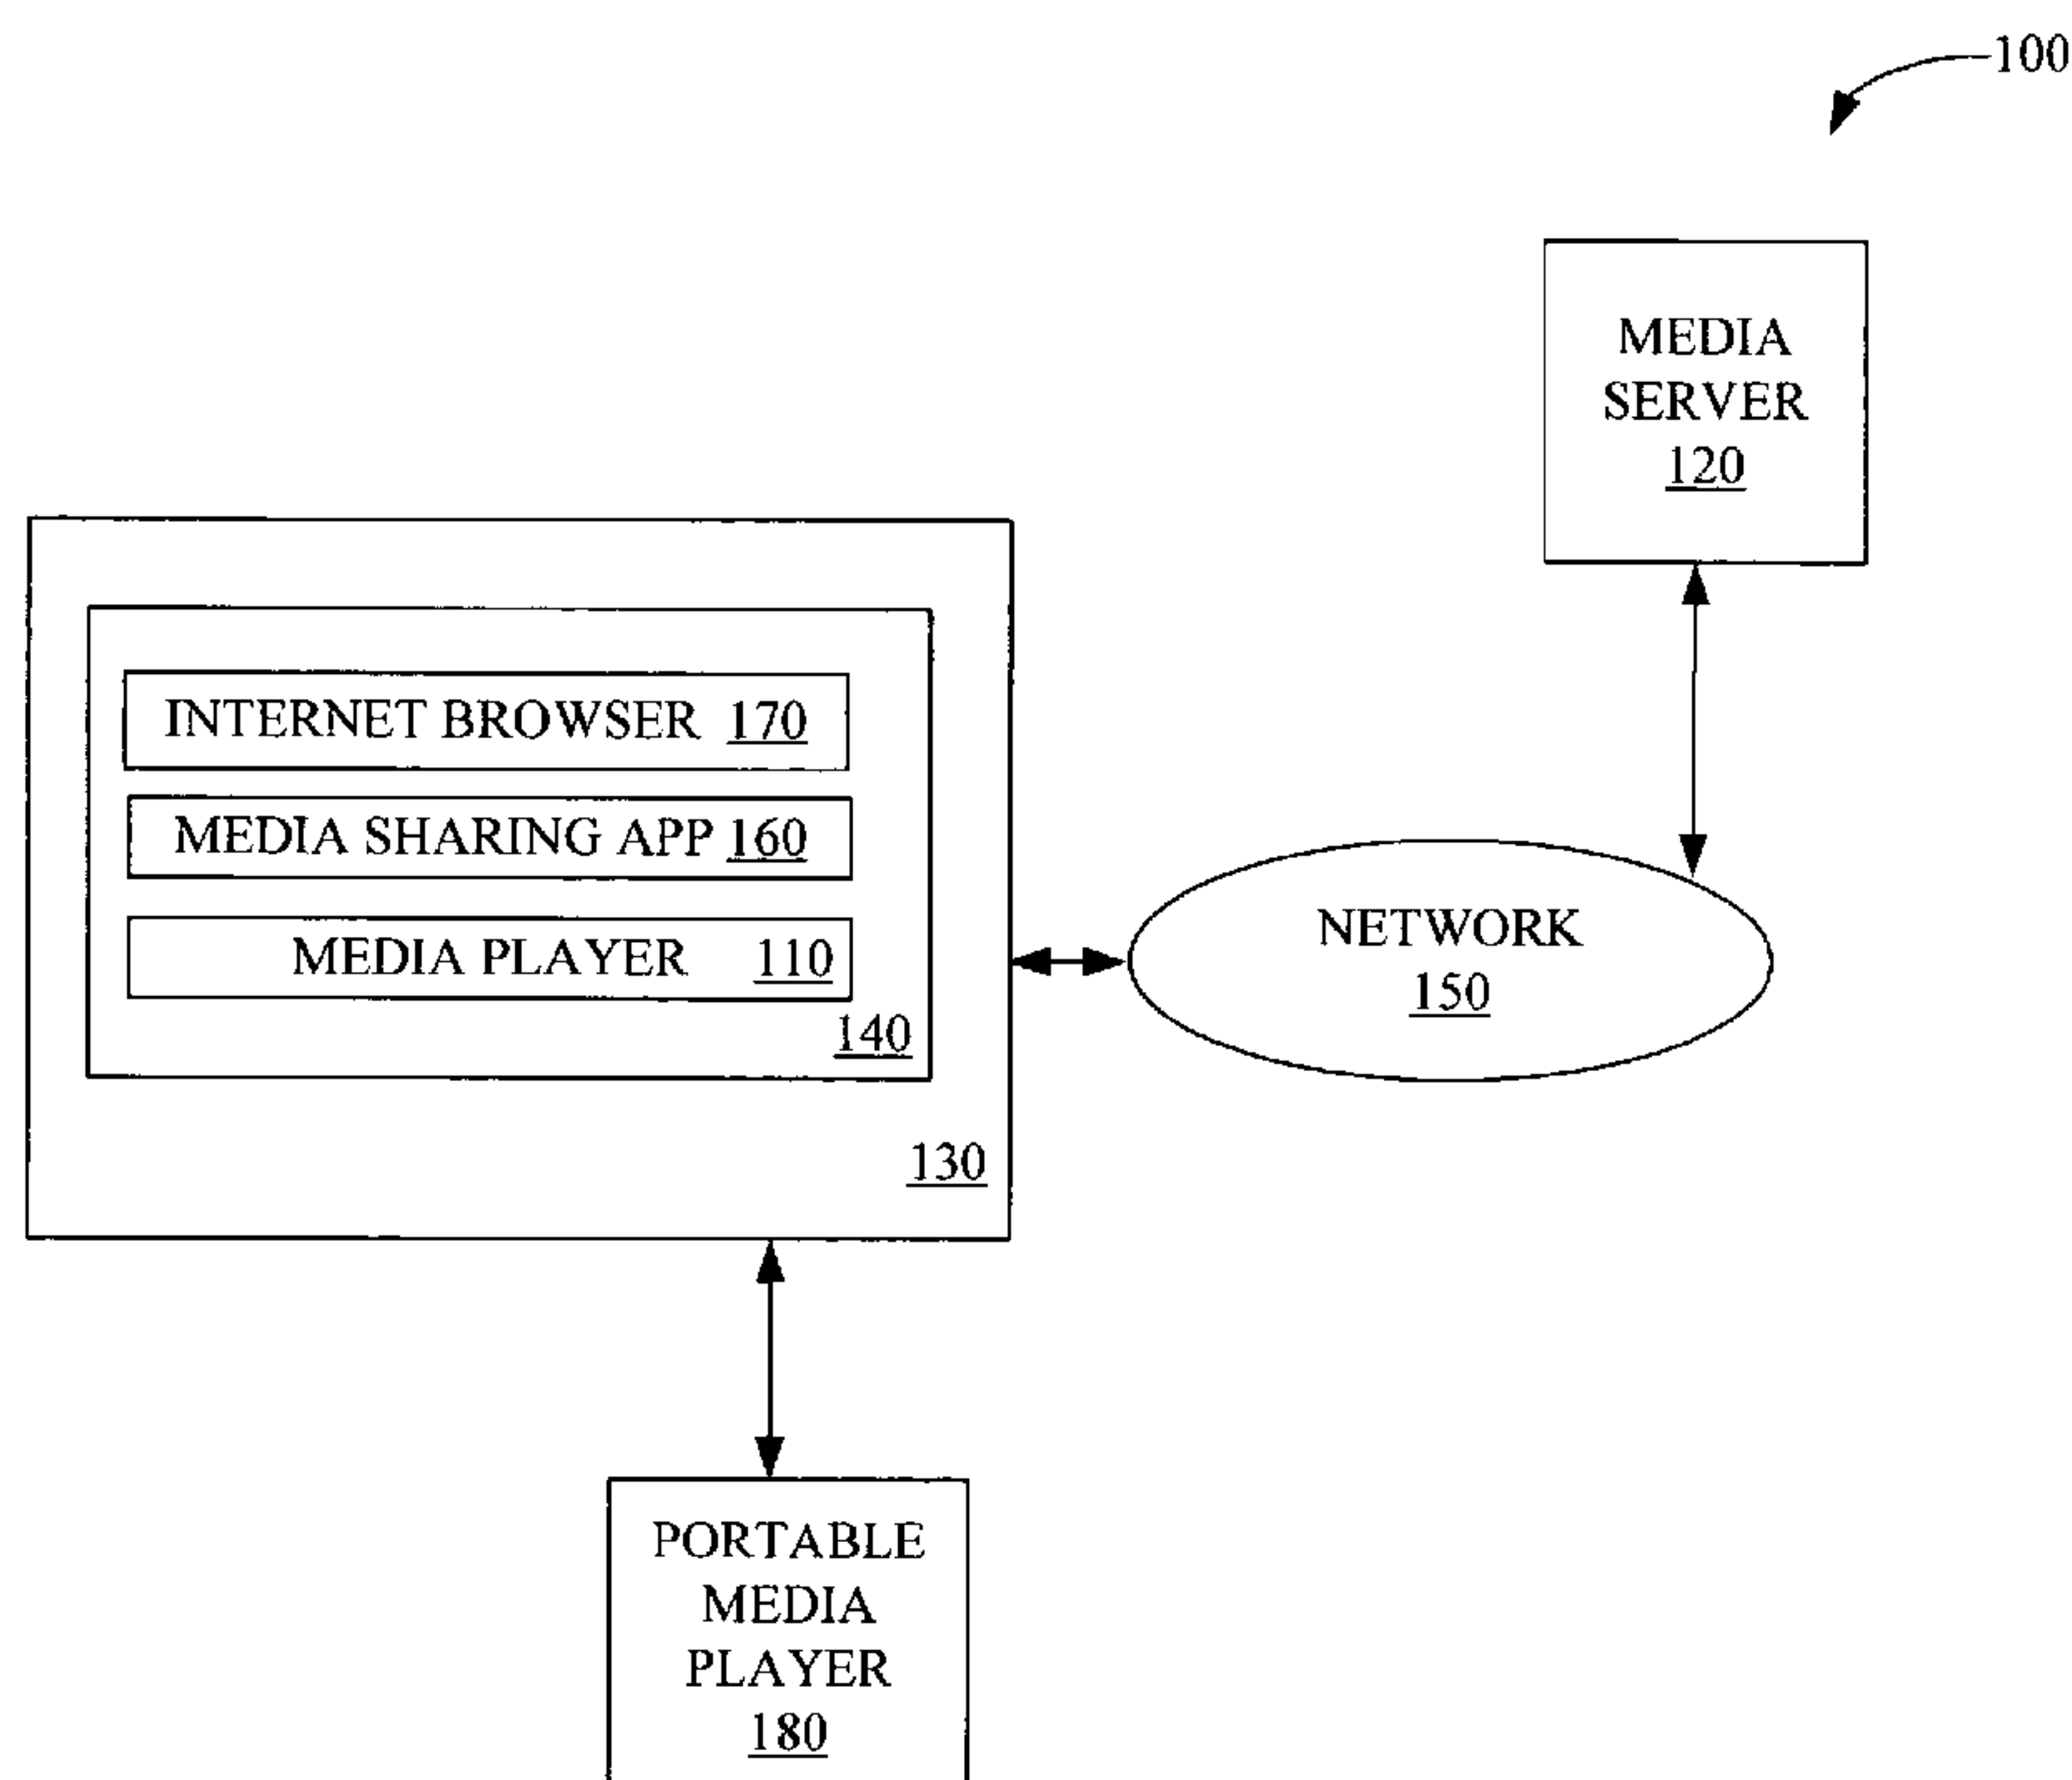 100
MEDIA
SERVER
120
INTERNET BROWSER 170
MEDIA SHARING APP 160
MEDIA PLAYER 110
140
130
NETWORK
150
PORTABLE
MEDIA
PLAYER
180